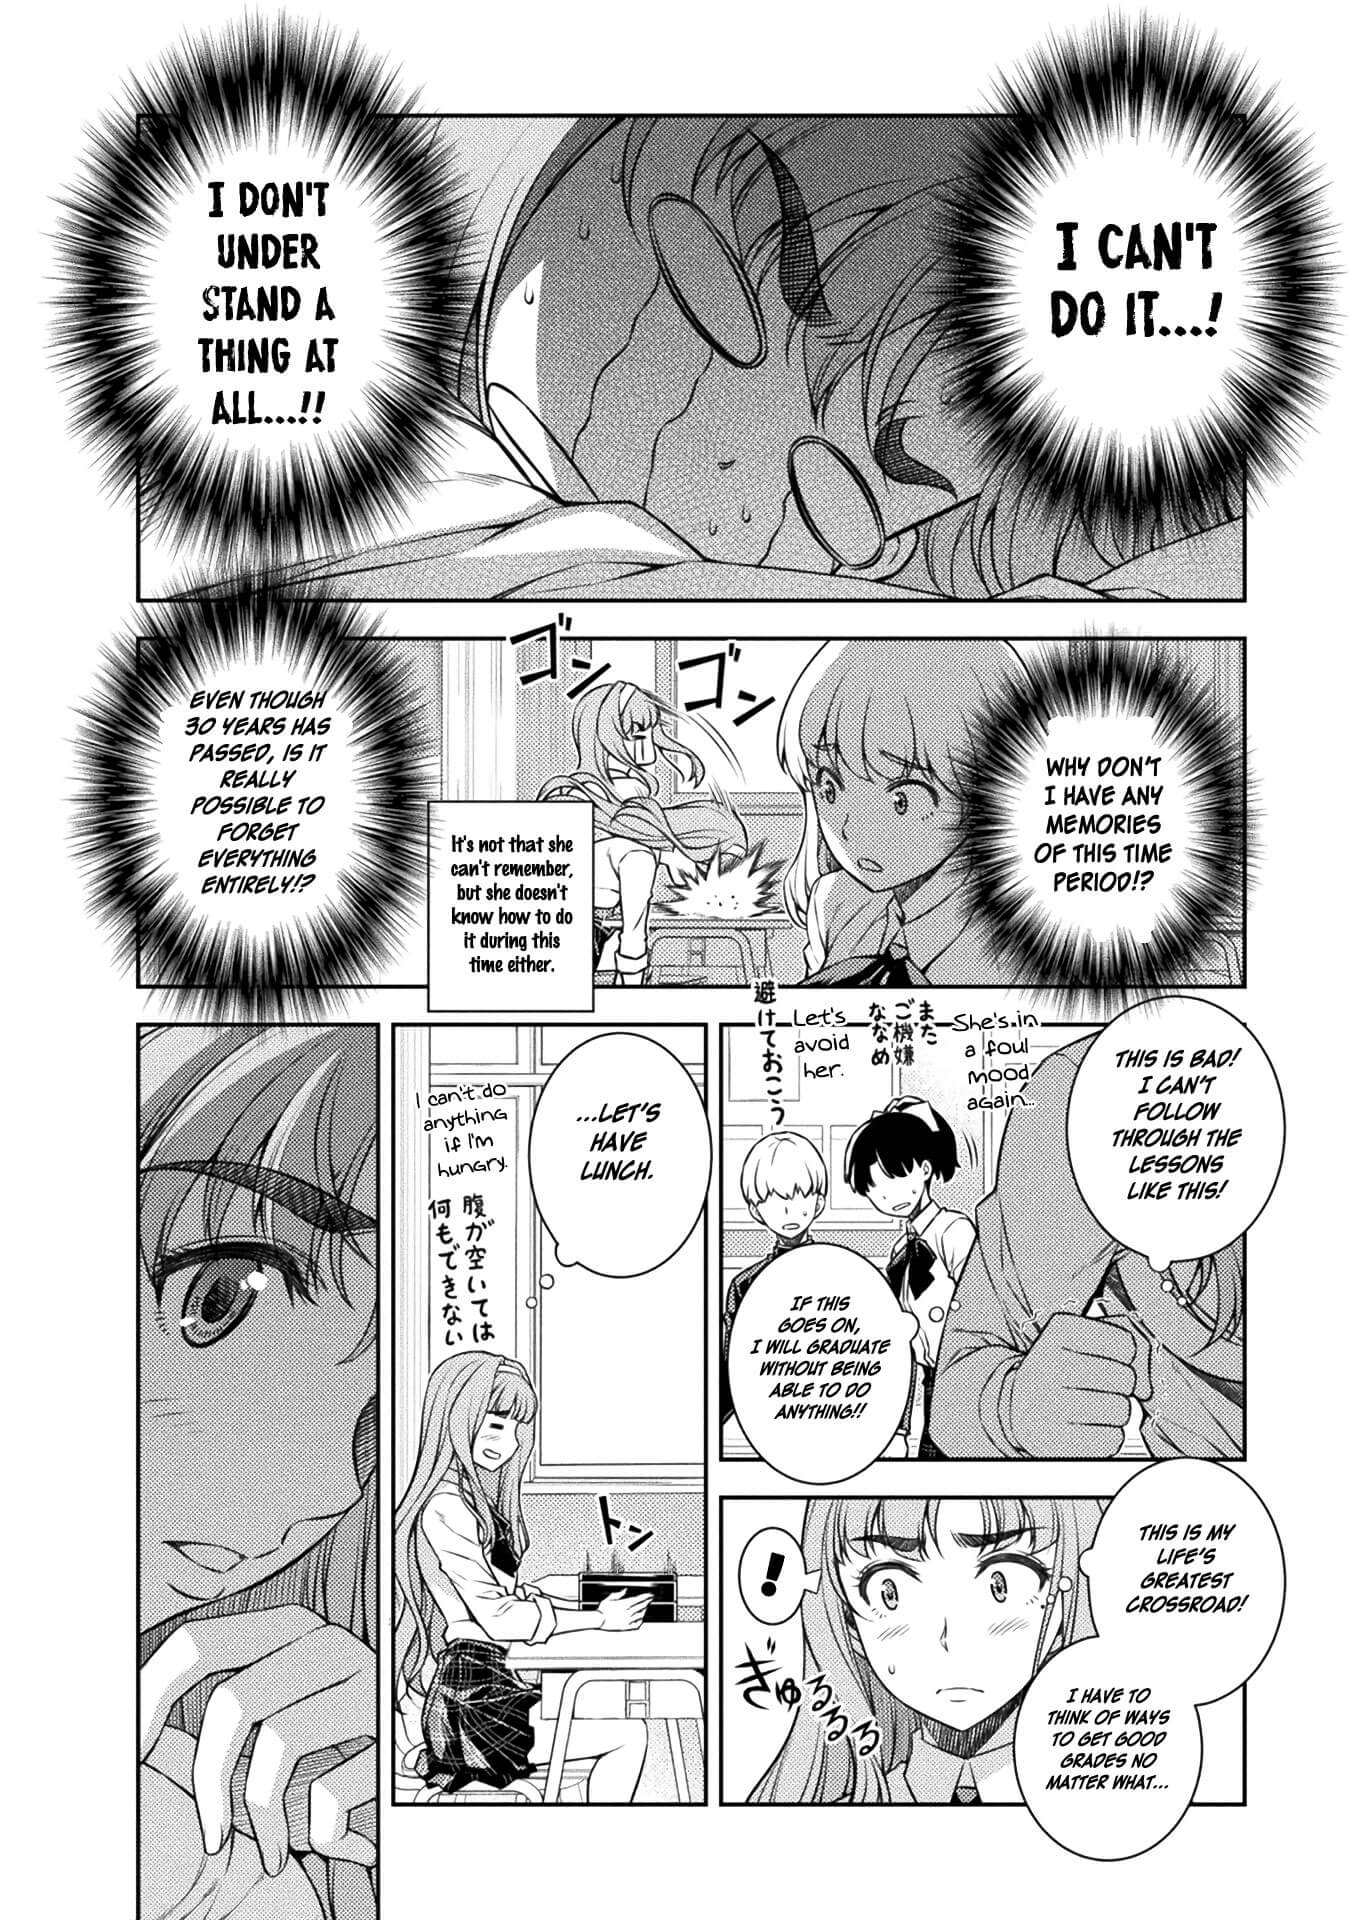 I CAN'T
DO IT...!
I DON'T
UNDER
STAND A
THING AT
ALL...!!
WHY DON'T
I HAVE ANY
MEMORIES
OF THIS TIME
PERIOD!?
ゴン
ゴン
EVEN THOUGH
30 YEARS HAS
PASSED, IS IT
REALLY
POSSIBLE TO
FORGET
EVERYTHING
ENTIRELY!?
It's not that she
can't remember,
but she doesn't
know how to do
it during this
time either.
THIS IS BAD!
I CAN'T
FOLLOW
THROUGH THE
LESSONS
LIKE THIS!
She's in
a foul
mood
again...
また
ご機嫌
ななめ
Let's
avoid
her.
避けておこう
IF THIS
GOES ON,
I WILL GRADUATE
WITHOUT BEING
ABLE TO DO
ANYTHING!!
THIS IS MY
LIFE'S
GREATEST
CROSSROAD!
I HAVE TO
THINK OF WAYS
TO GET GOOD
GRADES NO
MATTER WHAT...
!
ぎゅるるる
...LET'S
HAVE
LUNCH.
I can't do
anything
if I'm
hungry.
腹が空いては
何もできない
トン